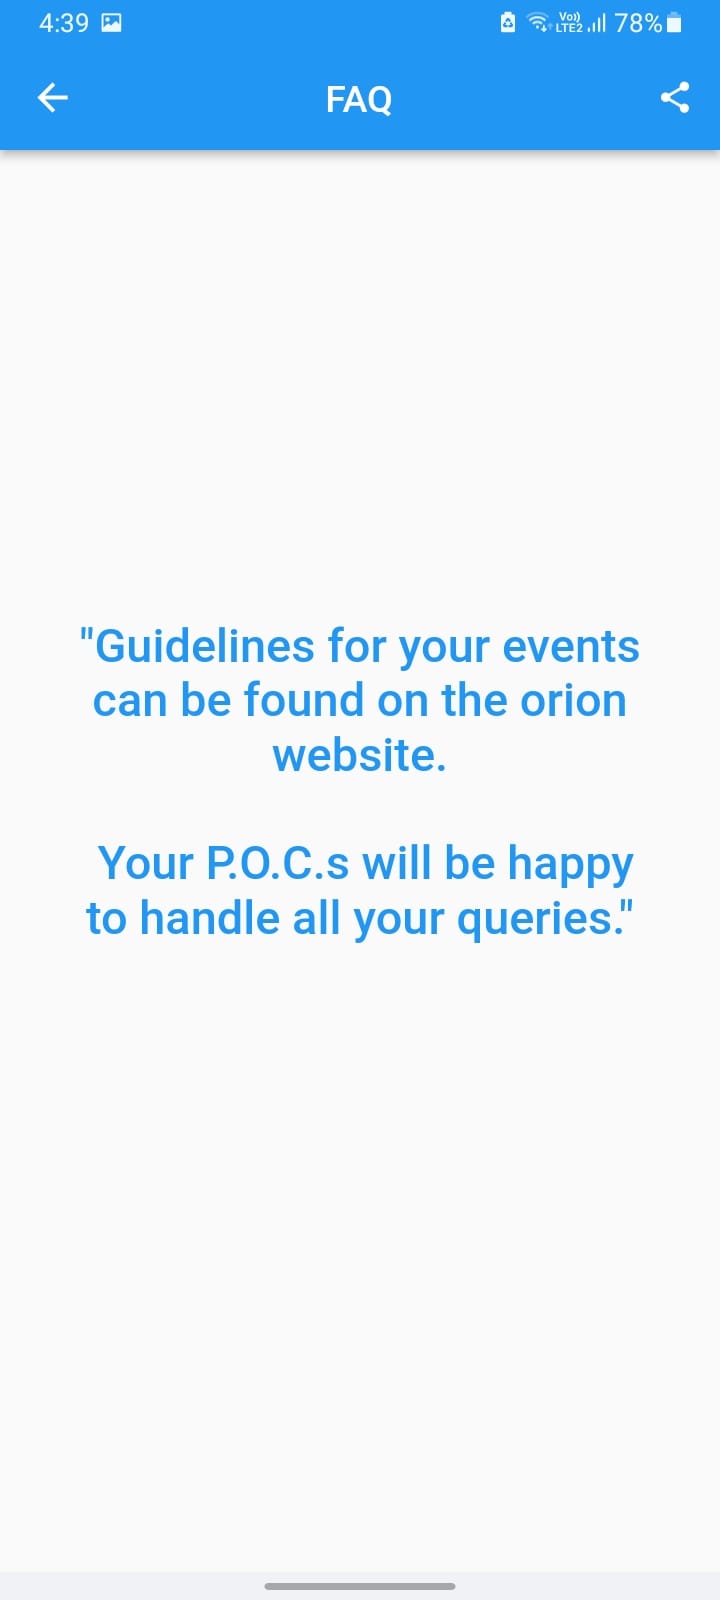 4:39 Vo)) LTE2 78%
FAQ
"Guidelines for your events
can be found on the orion
website.
Your P.O.C.s will be happy
to handle all your queries."